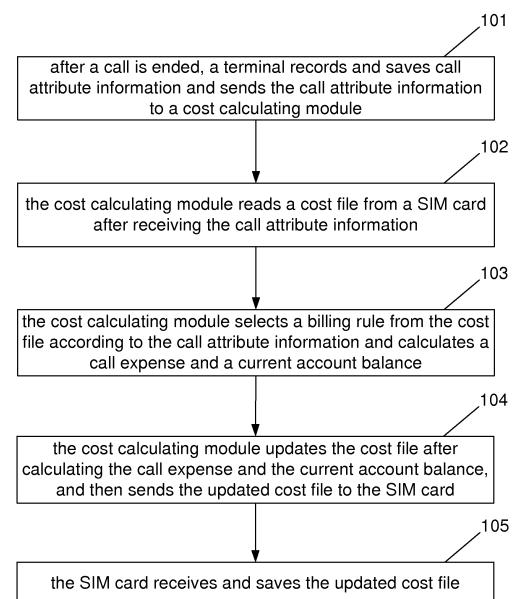 101
after a call is ended, a terminal records and saves call
attribute information and sends the call attribute information
to a cost calculating module
102
the cost calculating module reads a cost file from a SIM card
after receiving the call attribute information
103
the cost calculating module selects a billing rule from the cost
file according to the call attribute information and calculates a
call expense and a current account balance
104
the cost calculating module updates the cost file after
calculating the call expense and the current account balance,
and then sends the updated cost file to the SIM card
105
the SIM card receives and saves the updated cost file